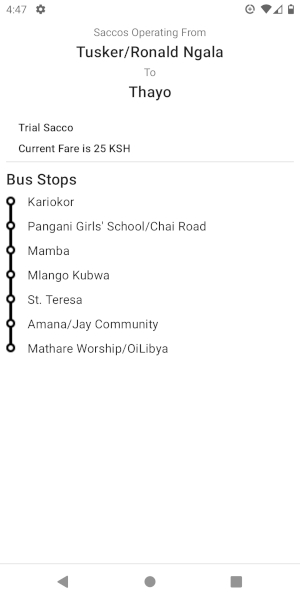 4:47
Saccos Operating From
Tusker/Ronald Ngala
To
Thayo
Trial Sacco
Current Fare is 25 KSH
Bus Stops
Kariokor
Pangani Girls' School/Chai Road
Mamba
Mlango Kubwa
St. Teresa
Amana/Jay Community
Mathare Worship/OiLibya